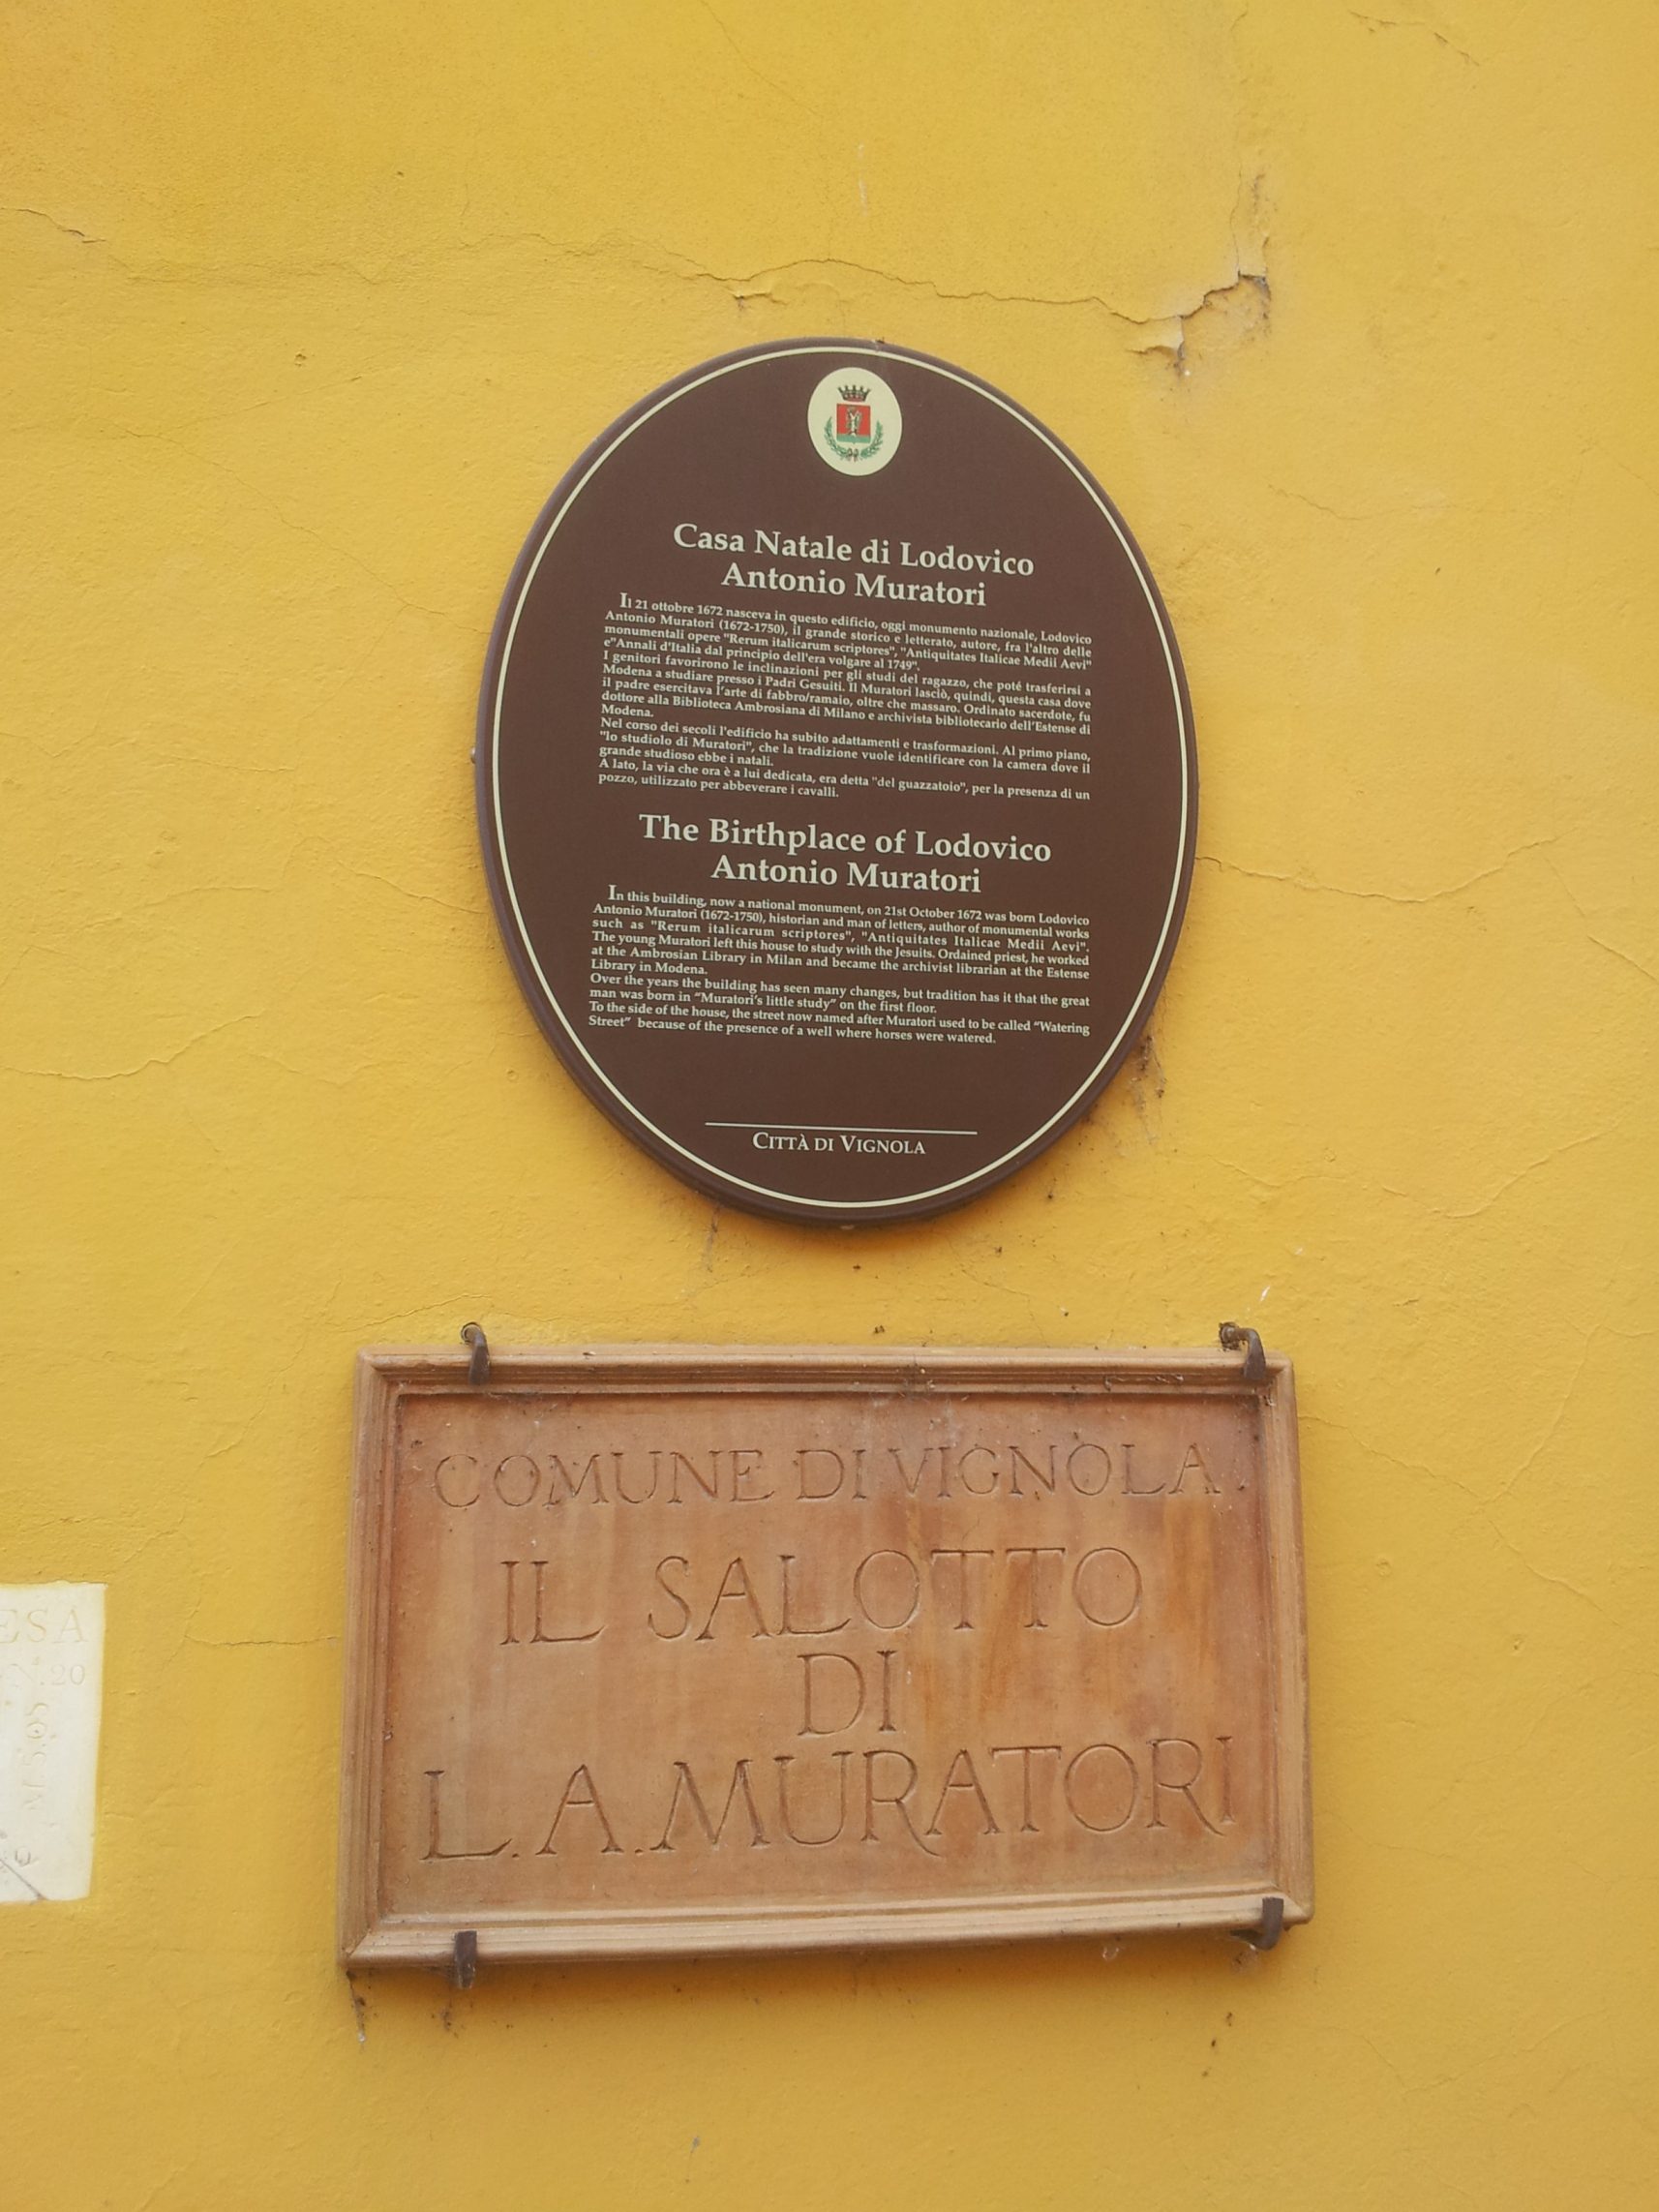 Casa Natale di Lodovico
Antonio Muratori
Il 21 ottobre 1672 nasceva in questo edificio, oggi monumento nazionale, Lodovico
Antonio Muratori (1672-1750), il grande storico e letterato, autore, fra l'altro delle
monumentali opere "Rerum italicarum scriptores", "Antiquitates Italicae Medii Aevi"
e"Annali d'Italia dal principio dell'era volgare al 1749".
I genitori favorirono le inclinazioni per gli studi del ragazzo, che poté trasferirsi a
Modena a studiare presso i Padri Gesuiti. Il Muratori lasciò, quindi, questa casa dove
il padre esercitava l'arte di fabbro/ramaio, oltre che massaro. Ordinato sacerdote, fu
dottore alla Biblioteca Ambrosiana di Milano e archivista bibliotecario dell'Estense di
Modena.
Nel corso dei secoli l'edificio ha subito adattamenti e trasformazioni. Al primo piano,
"lo studiolo di Muratori", che la tradizione vuole identificare con la camera dove il
grande studioso ebbe i natali.
A lato, la via che ora è a lui dedicata, era detta "del guazzatoio", per la presenza di un
pozzo, utilizzato per abbeverare i cavalli.
The Birthplace of Lodovico
Antonio Muratori
In this building, now a national monument, on 21st October 1672 was born Lodovico
Antonio Muratori (1672-1750), historian and man of letters, author of monumental works
such as "Rerum italicarum scriptores", "Antiquitates Italicae Medii Aevi".
The young Muratori left this house to study with the Jesuits. Ordained priest, he worked
at the Ambrosian Library in Milan and became the archivist librarian at the Estense
Library in Modena.
Over the years the building has seen many changes, but tradition has it that the great
man was born in “Muratori's little study” on the first floor.
To the side of the house, the street now named after Muratori used to be called “Watering
Street” because of the presence of a well where horses were watered.
CITTÀ DI VIGNOLA
COMUNE DI VIGNOLA.
IL SALOTTO
DI
L.A.MURATORI
ESA
.20